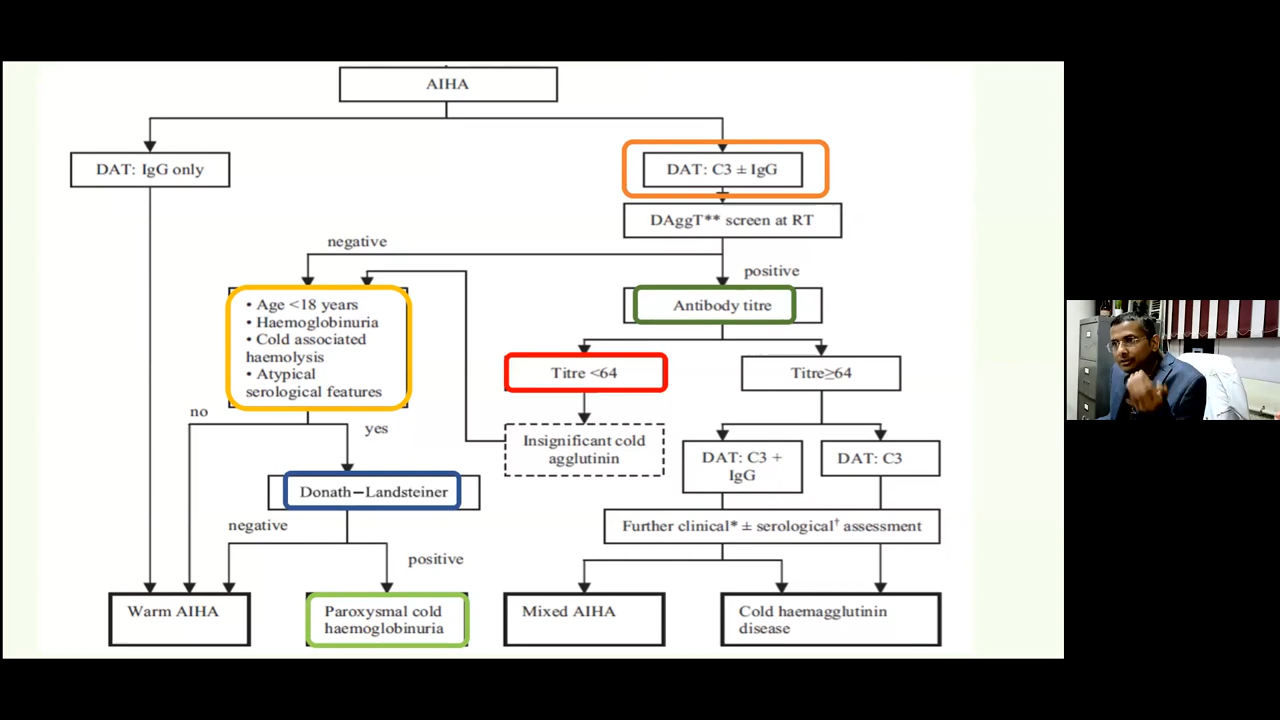 AIHA
DAT: IgG only
DAT: C3 ± IgG
DAggT** screen at RT
negative
positive
• Age <18 years
• Haemoglobinuria
• Cold associated
haemolysis
• Atypical
serological features
Antibody titre
Titre <64
Titre≥64
no
yes
Insignificant cold
agglutinin
DAT: C3 +
IgG
DAT: C3
Donath–Landsteiner
Further clinical* ± serological† assessment
negative
positive
Warm AIHA
Paroxysmal cold
haemoglobinuria
Mixed AIHA
Cold haemagglutinin
disease